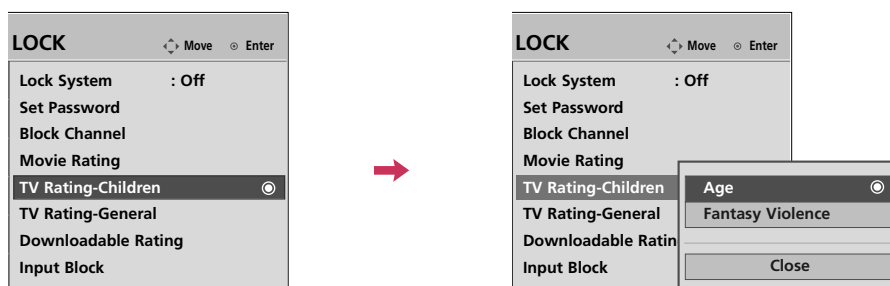 LOCK Move Enter
Lock System : Off
Set Password
Block Channel
Movie Rating
TV Rating-Children
TV Rating-General
Downloadable Rating
Input Block
LOCK Move Enter
Lock System : Off
Set Password
Block Channel
Movie Rating
TV Rating-Children
TV Rating-General
Downloadable Ratin
Input Block
Age
Fantasy Violence
Close